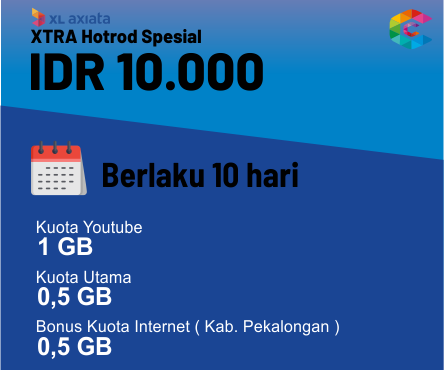 XL axiata
XTRA Hotrod Spesial
IDR 10.000
Berlaku 10 hari
Kuota Youtube
1 GB
Kuota Utama
0,5 GB
Bonus Kuota Internet ( Kab. Pekalongan )
0,5 GB